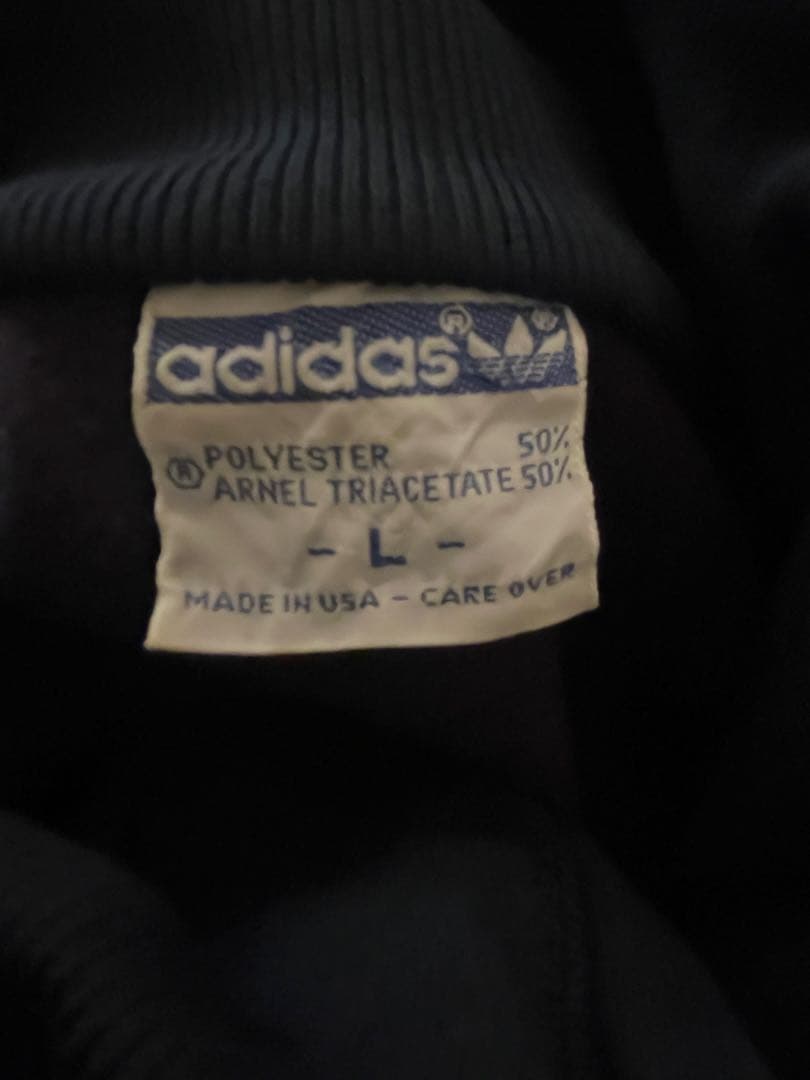 adidas® ®
POLYESTER 50%
® ARNEL TRIACETATE 50%
- L -
MADE IN USA - CARE OVER